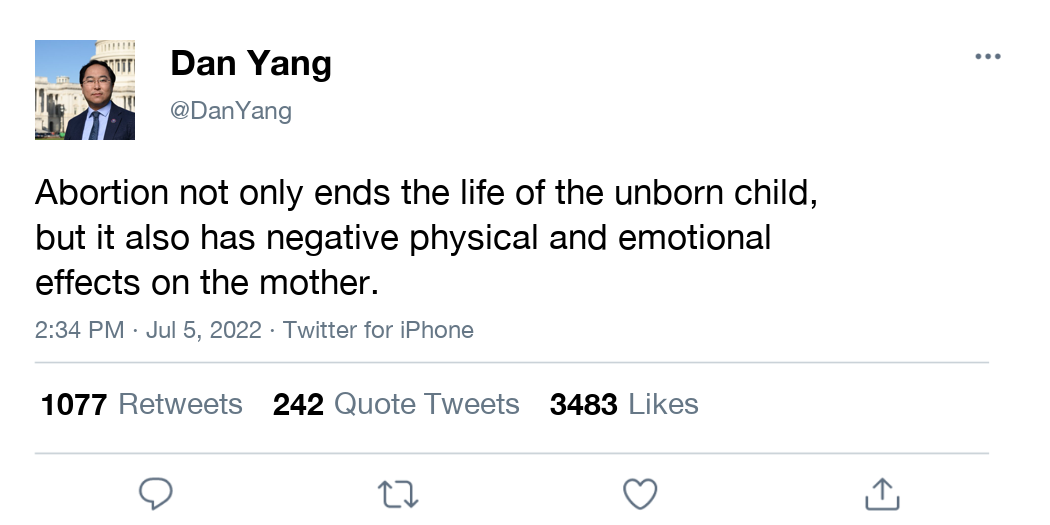 Dan Yang
@DanYang
Abortion not only ends the life of the unborn child,
but it also has negative physical and emotional
effects on the mother.
2:34 PM · Jul 5, 2022 · Twitter for iPhone
1077 Retweets 242 Quote Tweets 3483 Likes